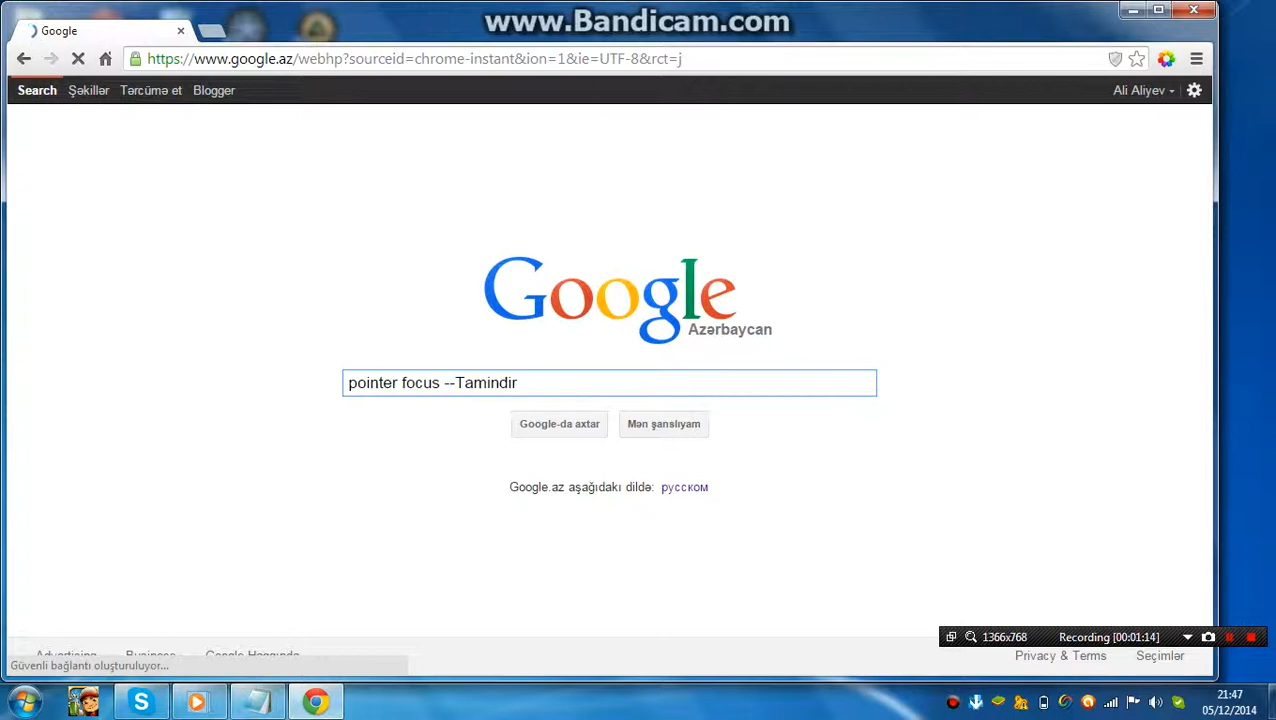 www.Bandicam.com
Google
https://www.google.az/webhp?sourceid=chrome-instant&ion=1&ie=UTF-8&rct=j
Search Şəkillər Tərcümə et Blogger Ali Aliyev
Google
Azərbaycan
pointer focus --Tamindir
Google-da axtar Mən şanslıyam
Google.az aşağıdakı dildə: русском
1366x768 Recording [00:01:14]
Advertising Business Google Haqqında Privacy & Terms Seçimlər
Güvenli bağlantı oluşturuluyor...
21:47
05/12/2014